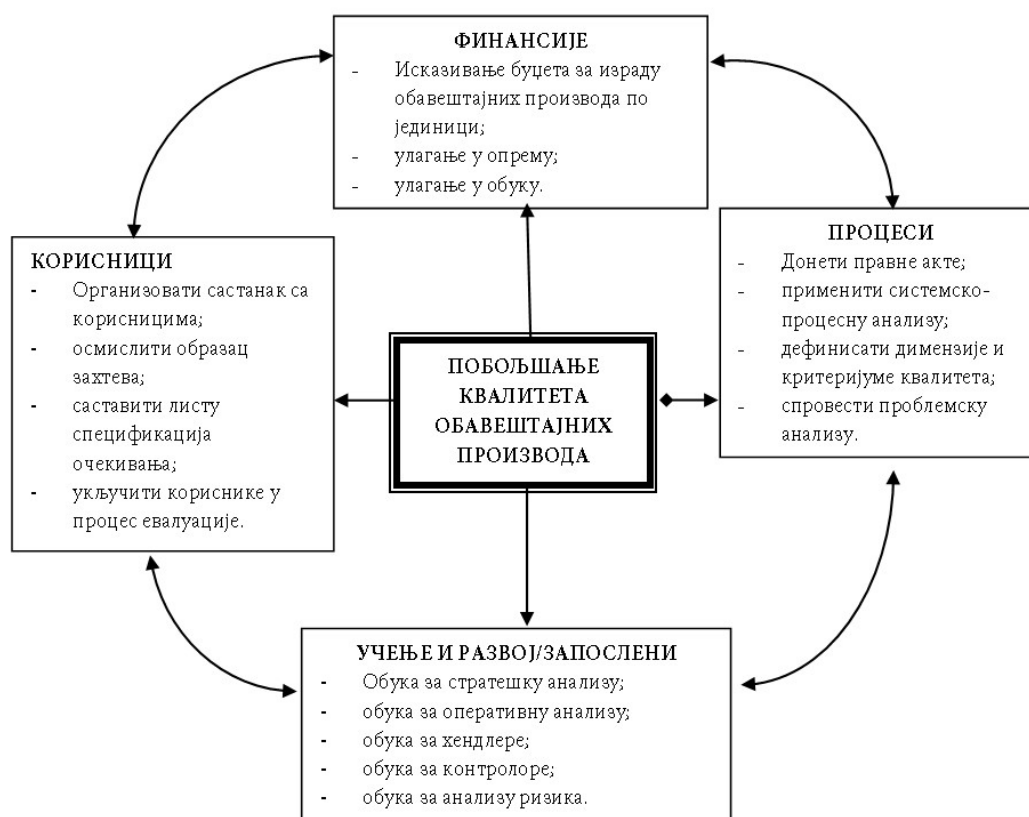 ФИНАНСИЈЕ
- Исказивање буџета за израду
обавештајних производа по
јединици;
- улагање у опрему;
- улагање у обуку.
КОРИСНИЦИ
- Организовати састанак са
корисницима;
- осмислити образац
захтева;
- саставити листу
спецификација
очекивања;
- укључити кориснике у
процес евалуације.
ПОБОЉШАЊЕ
КВАЛИТЕТА
ОБАВЕШТАЈНИХ
ПРОИЗВОДА
ПРОЦЕСИ
- Донети правне акте;
- применити системско-
процесну анализу;
- дефинисати димензије и
критеријуме квалитета;
- спровести проблемску
анализу.
УЧЕЊЕ И РАЗВОЈ/ЗАПОСЛЕНИ
- Обука за стратешку анализу;
- обука за оперативну анализу;
- обука за хендлере;
- обука за контролоре;
- обука за анализу ризика.